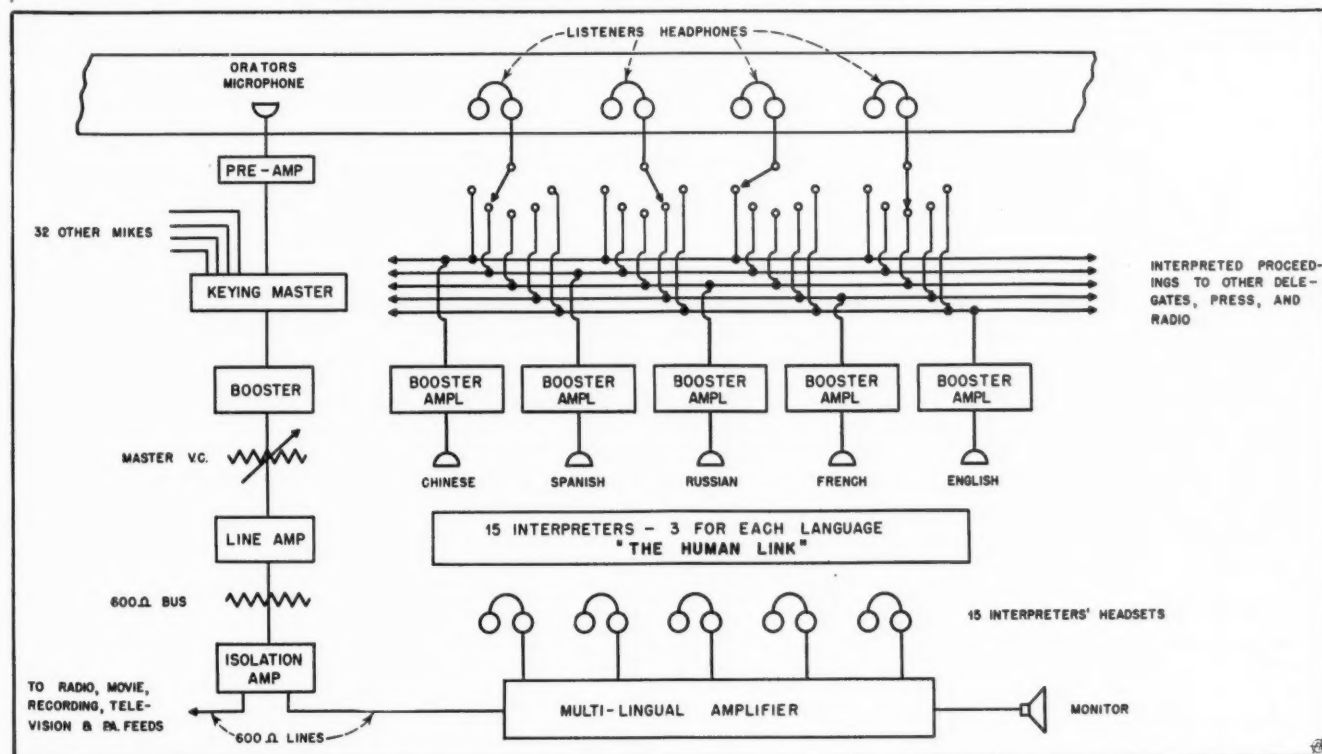 LISTENERS HEADPHONES
ORATORS
MICROPHONE
PRE-AMP
32 OTHER MIKES
KEYING MASTER
INTERPRETED PROCEED-
INGS TO OTHER DELE-
GATES, PRESS, AND
RADIO
BOOSTER
BOOSTER
AMPL
BOOSTER
AMPL
BOOSTER
AMPL
BOOSTER
AMPL
BOOSTER
AMPL
MASTER V.C.
CHINESE
SPANISH
RUSSIAN
FRENCH
ENGLISH
LINE AMP
15 INTERPRETERS - 3 FOR EACH LANGUAGE
"THE HUMAN LINK"
600Ω BUS
15 INTERPRETERS' HEADSETS
ISOLATION
AMP
TO RADIO, MOVIE,
RECORDING, TELE-
VISION & P.A. FEEDS
600Ω LINES
MULTI-LINGUAL AMPLIFIER
MONITOR